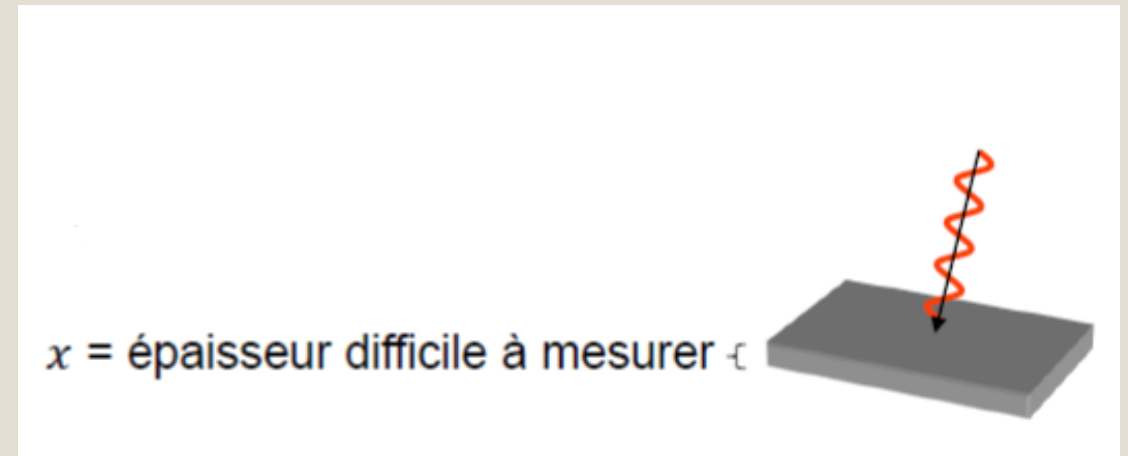 x = épaisseur difficile à mesurer {